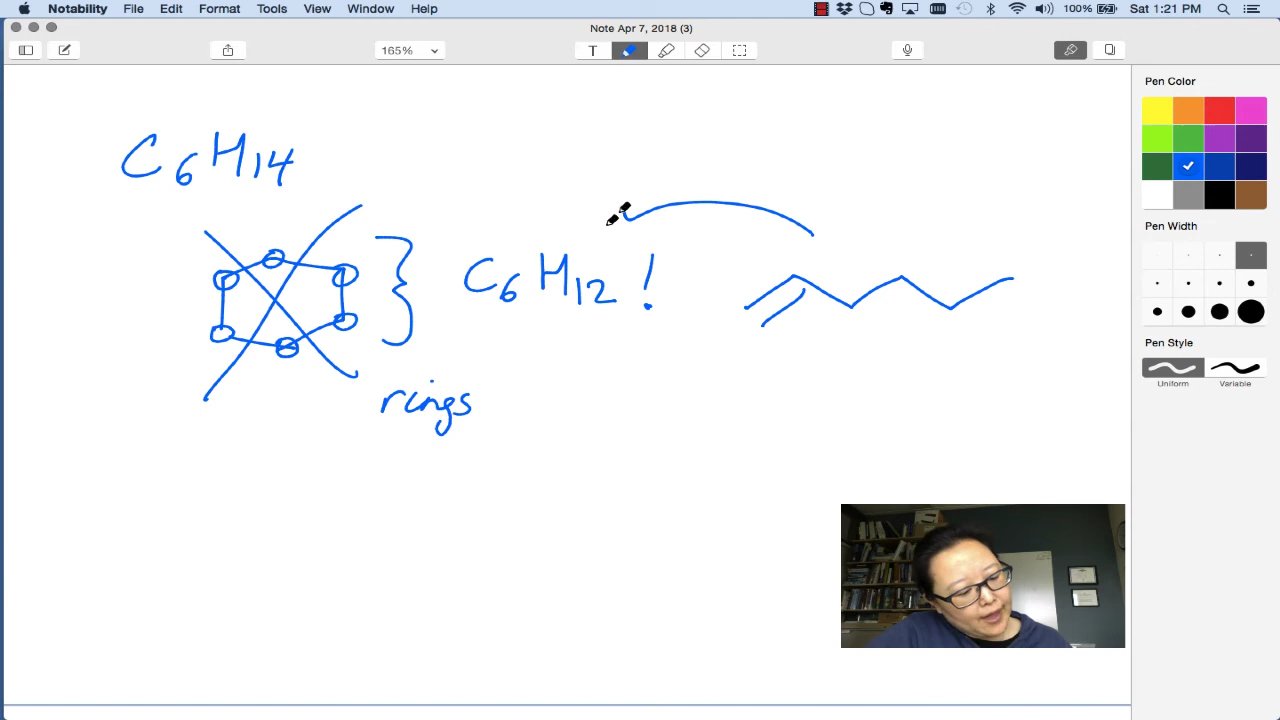 Notability File Edit Format Tools View Window Help 100% Sat 1:21 PM
Note Apr 7, 2018 (3)
165% T
Pen Color
C6H14
Pen Width
C6H12!
Pen Style
Uniform Variable
rings